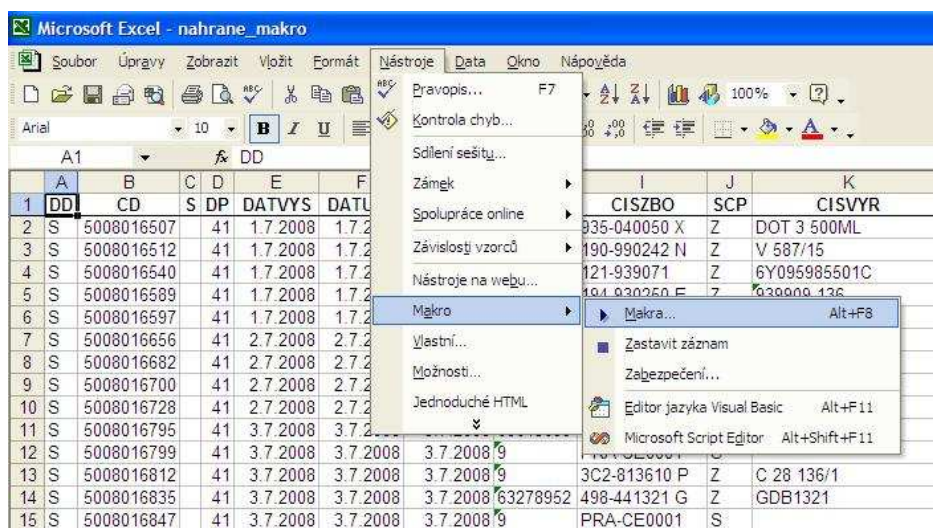 Microsoft Excel - nahrane_makro
Soubor Úpravy Zobrazit Vložit Formát Nástroje Data Okno Nápověda
100%
Arial 10 B I U
A1 fx DD
Pravopis... F7
Kontrola chyb...
Sdílení sešitu...
Zámek
Spolupráce online
Závislosti vzorců
Nástroje na webu...
Makro
Vlastní...
Možnosti...
Jednoduché HTML
Makra... Alt+F8
Zastavit záznam
Zabezpečení...
Editor jazyka Visual Basic Alt+F11
Microsoft Script Editor Alt+Shift+F11
A B C D E F I J K
1 DD CD S DP DATVYS DATU CISZBO SCP CISVYR
2 S 5008016507 41 1.7.2008 1.7.2 935-040050 X Z DOT 3 500ML
3 S 5008016512 41 1.7.2008 1.7.2 190-990242 N Z V 587/15
4 S 5008016540 41 1.7.2008 1.7.2 121-939071 Z 6Y095985501C
5 S 5008016589 41 1.7.2008 1.7.2 494-930250 F Z 939909 136
6 S 5008016597 41 1.7.2008 1.7.2
7 S 5008016656 41 2.7.2008 2.7.2
8 S 5008016682 41 2.7.2008 2.7.2
9 S 5008016700 41 2.7.2008 2.7.2
10 S 5008016728 41 2.7.2008 2.7.2
11 S 5008016795 41 3.7.2008
12 S 5008016799 41 3.7.2008 3.7.2008 3.7.2008 9
13 S 5008016812 41 3.7.2008 3.7.2008 3.7.2008 9 3C2-813610 P Z C 28 136/1
14 S 5008016835 41 3.7.2008 3.7.2008 3.7.2008 63278952 498-441321 G Z GDB1321
15 S 5008016847 41 3.7.2008 3.7.2008 3.7.2008 9 PRA-CE0001 S